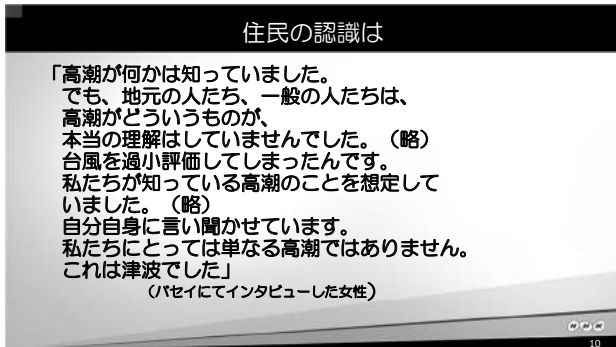 住民の認識は
「高潮が何かは知っていました。
でも、地元の人たち、一般の人たちは、
高潮がどういうものが、
本当の理解はしていませんでした。（略）
台風を過小評価してしまったんです。
私たちが知っている高潮のことを想定して
いました。（略）
自分自身に言い聞かせています。
私たちにとっては単なる高潮ではありません。
これは津波でした」
（パセイにてインタビューした女性）
NHK
10